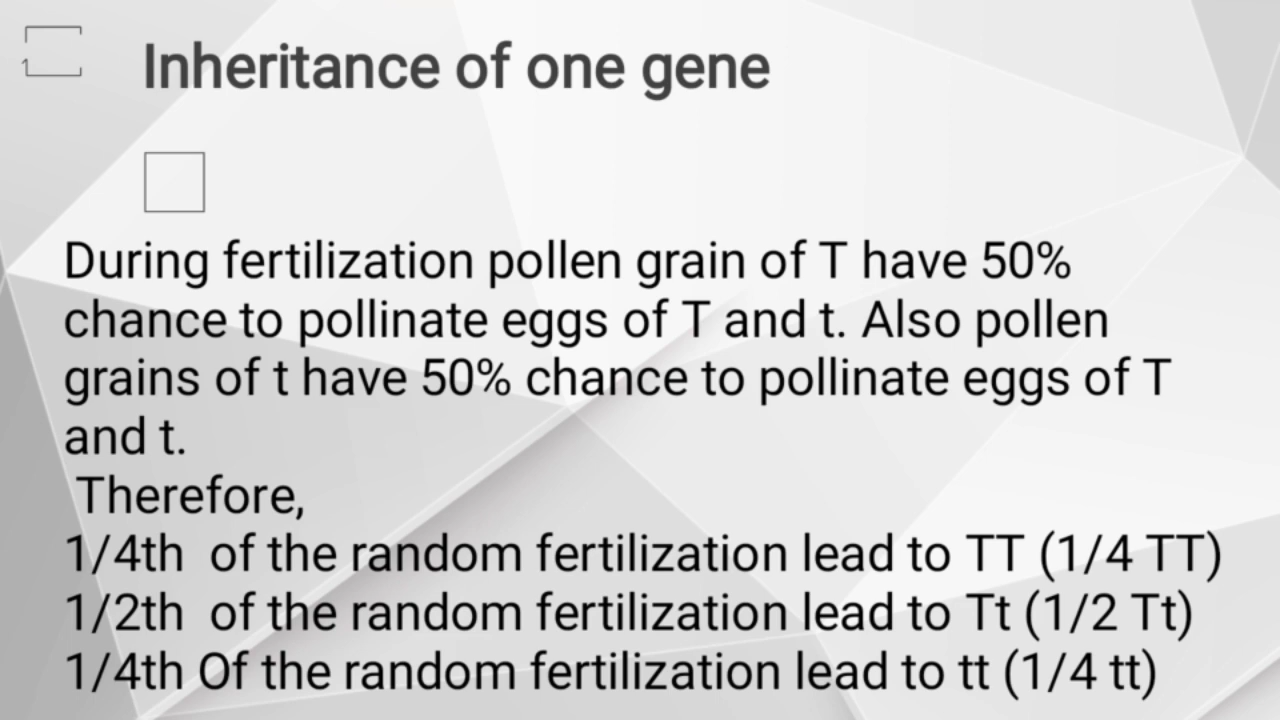 Inheritance of one gene
During fertilization pollen grain of T have 50%
chance to pollinate eggs of T and t. Also pollen
grains of t have 50% chance to pollinate eggs of T
and t.
Therefore,
1/4th of the random fertilization lead to TT (1/4 TT)
1/2th of the random fertilization lead to Tt (1/2 Tt)
1/4th Of the random fertilization lead to tt (1/4 tt)